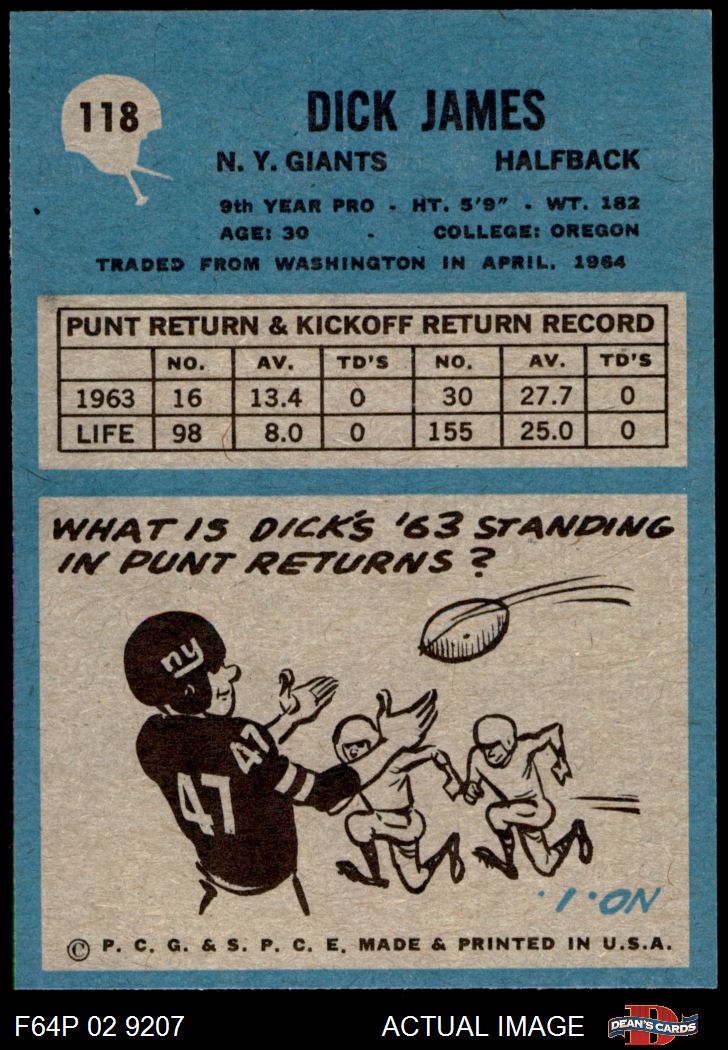 118
DICK JAMES
N. Y. GIANTS HALFBACK
9th YEAR PRO - HT. 5'9" - WT. 182
AGE: 30 - COLLEGE: OREGON
TRADED FROM WASHINGTON IN APRIL, 1964
PUNT RETURN & KICKOFF RETURN RECORD
NO. AV. TD'S NO. AV. TD'S
1963 16 13.4 0 30 27.7 0
LIFE 98 8.0 0 155 25.0 0
WHAT IS DICK'S '63 STANDING
IN PUNT RETURNS?
ny
47
47
NO. 1.
© P. C. G. & S. P. C. E. MADE & PRINTED IN U.S.A.
F64P 02 9207 ACTUAL IMAGE DEAN'S CARDS